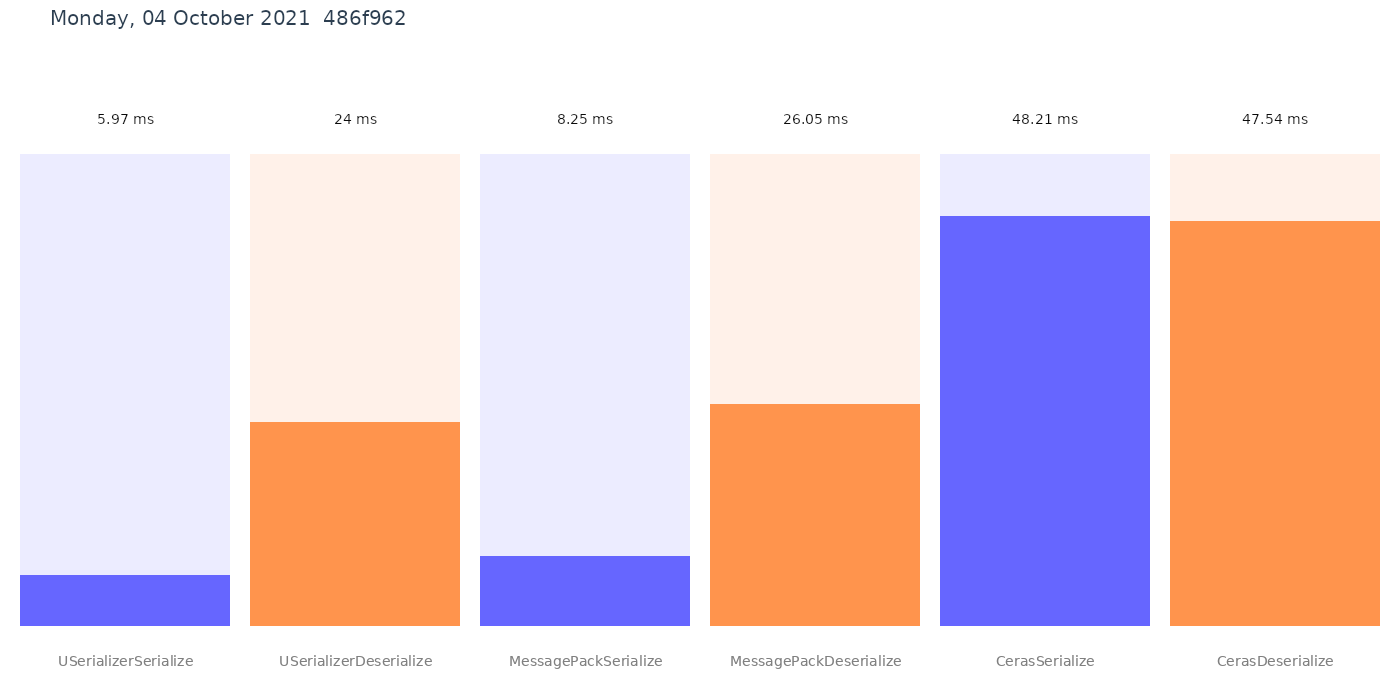 Monday, 04 October 2021  486f962
5.97 ms
24 ms
8.25 ms
26.05 ms
48.21 ms
47.54 ms
USerializerSerialize
USerializerDeserialize
MessagePackSerialize
MessagePackDeserialize
CerasSerialize
CerasDeserialize